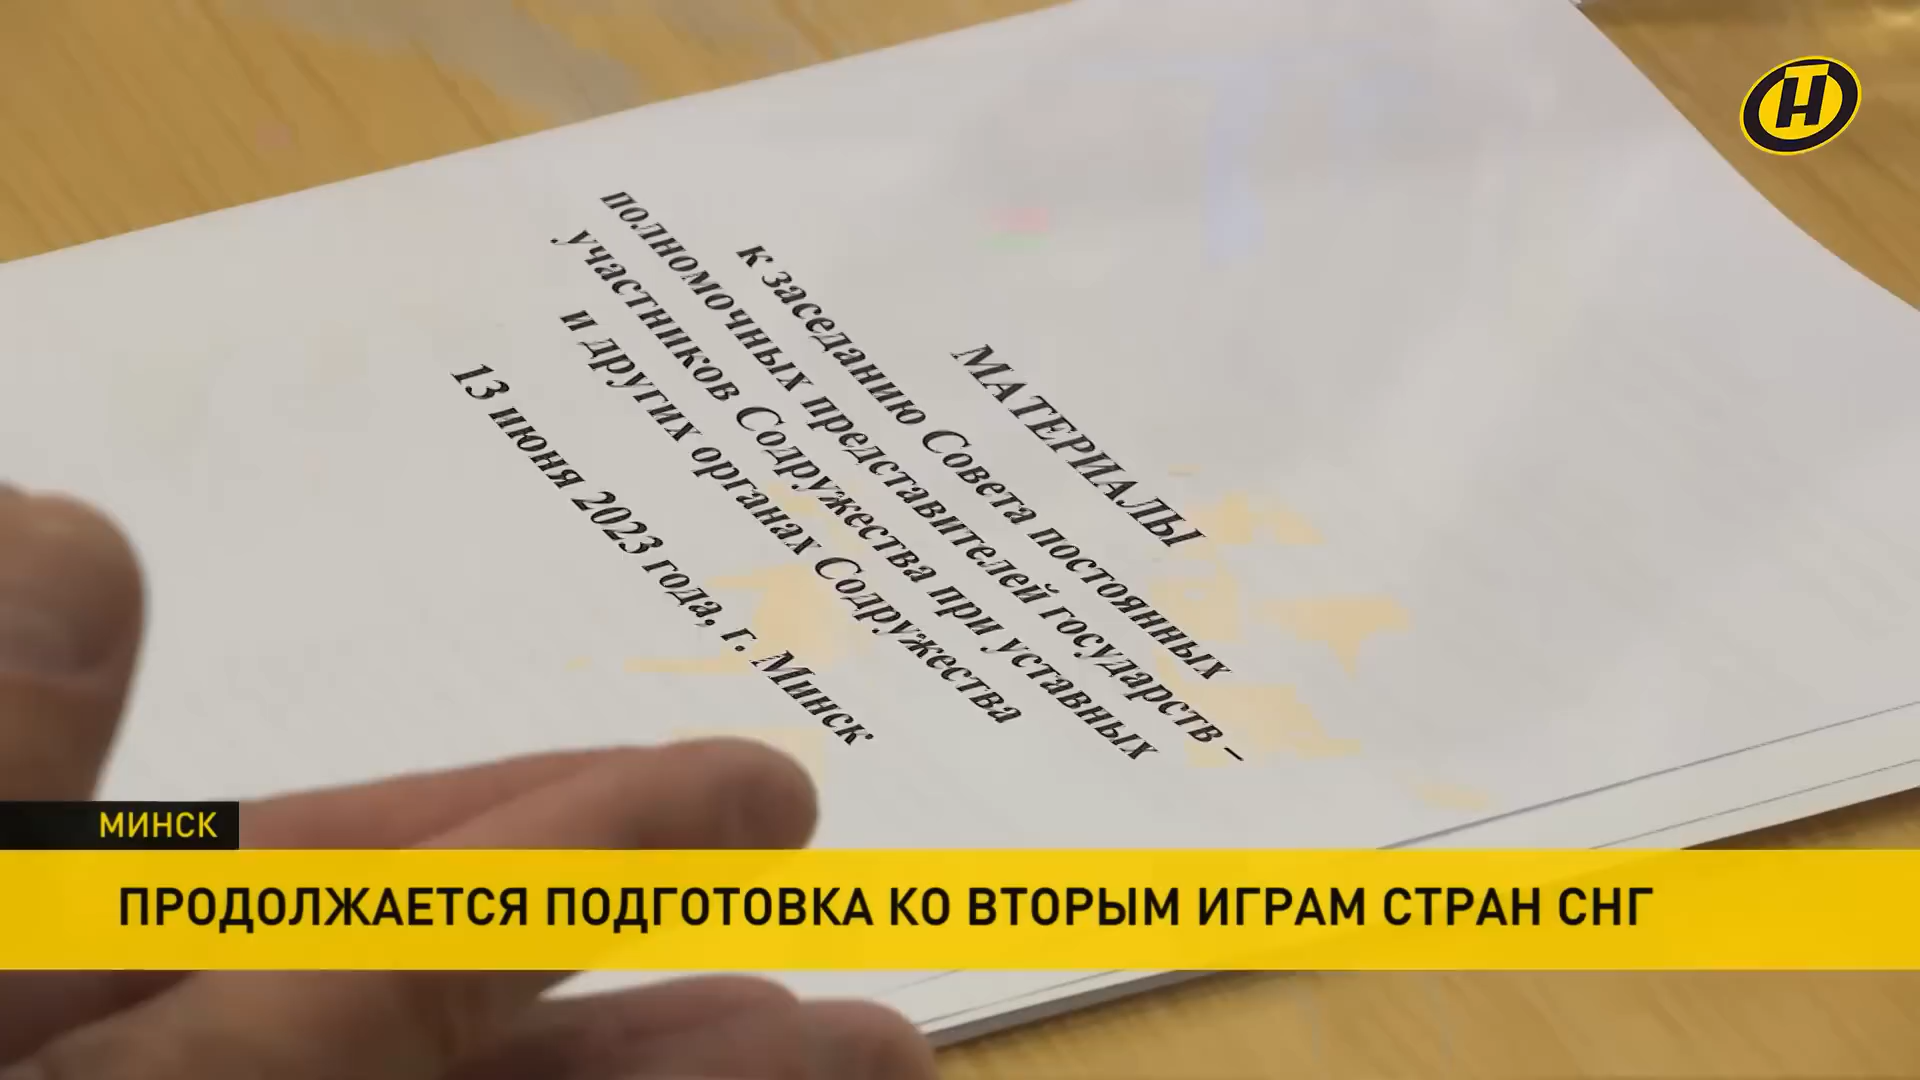 МАТЕРИАЛЫ
к заседанию Совета постоянных
полномочных представителей государств –
участников Содружества при уставных
и других органах Содружества
13 июня 2023 года, г. Минск
МИНСК
ПРОДОЛЖАЕТСЯ ПОДГОТОВКА КО ВТОРЫМ ИГРАМ СТРАН СНГ
ОНТ